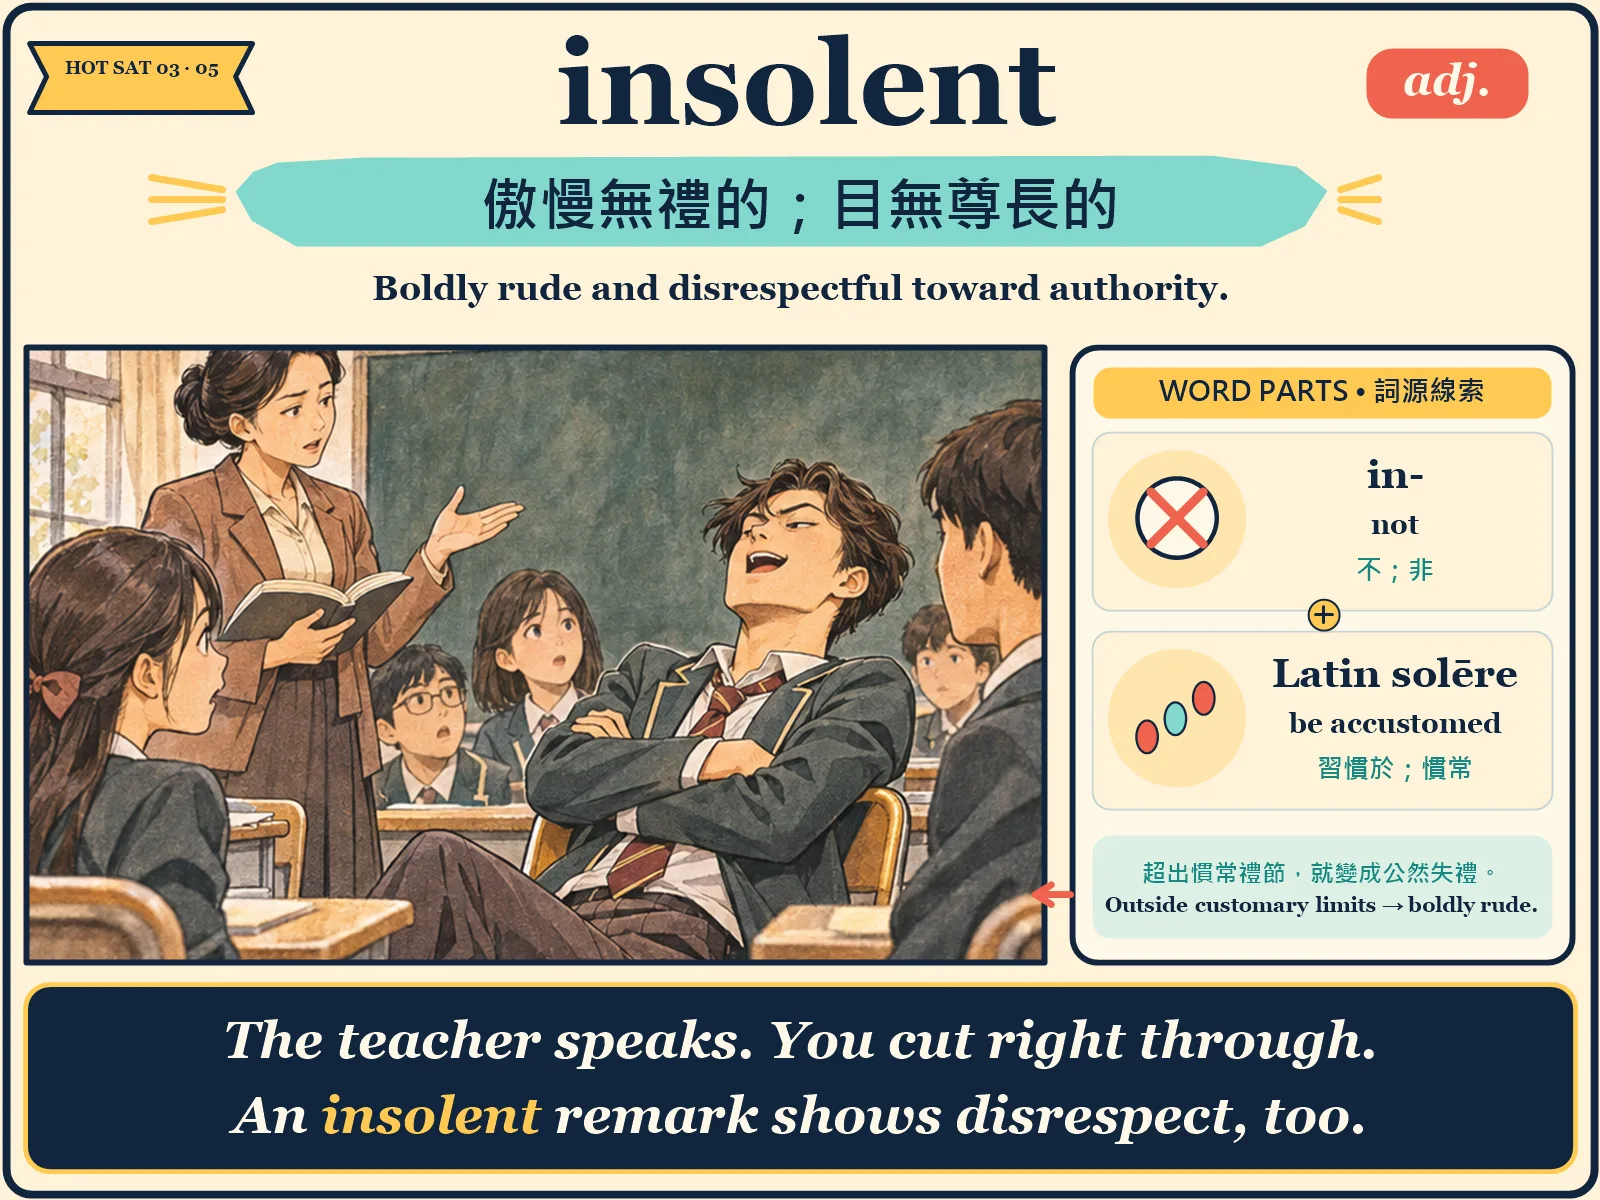 HOT SAT 03 · 05
insolent
adj.
傲慢無禮的；目無尊長的
Boldly rude and disrespectful toward authority.
WORD PARTS • 詞源線索
in-
not
不；非
+
Latin solēre
be accustomed
習慣於；慣常
超出慣常禮節，就變成公然失禮。
Outside customary limits → boldly rude.
The teacher speaks. You cut right through.
An insolent remark shows disrespect, too.